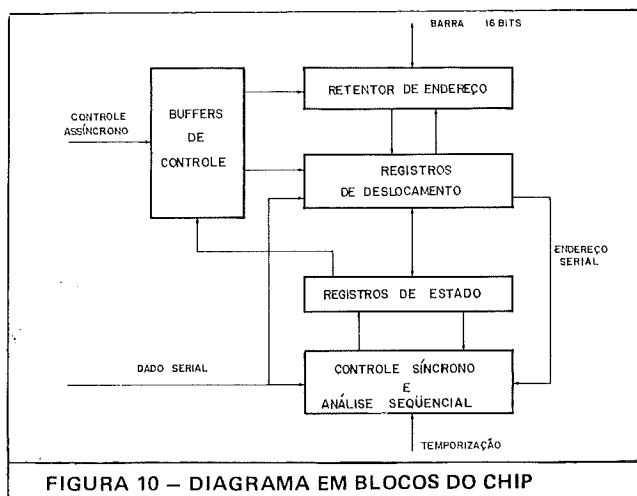 BARRA 16 BITS
RETENTOR DE ENDEREÇO
CONTROLE
ASSÍNCRONO
BUFFERS
DE
CONTROLE
REGISTROS
DE DESLOCAMENTO
ENDEREÇO
SERIAL
REGISTROS DE ESTADO
DADO SERIAL
CONTROLE SÍNCRONO
E
ANÁLISE SEQÜENCIAL
TEMPORIZAÇÃO
FIGURA 10 – DIAGRAMA EM BLOCOS DO CHIP